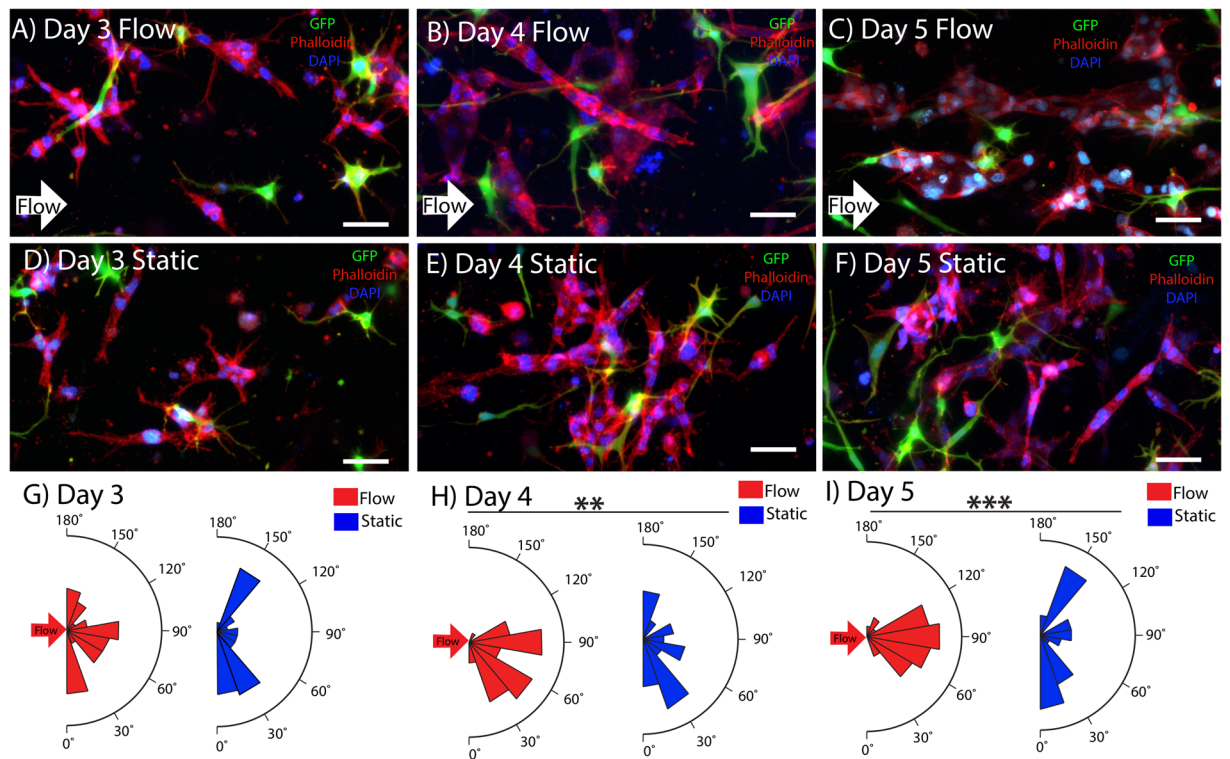 A) Day 3 Flow
GFP
Phalloidin
DAPI
Flow
B) Day 4 Flow
GFP
Phalloidin
DAPI
Flow
C) Day 5 Flow
GFP
Phalloidin
DAPI
Flow
D) Day 3 Static
GFP
Phalloidin
DAPI
E) Day 4 Static
GFP
Phalloidin
DAPI
F) Day 5 Static
GFP
Phalloidin
DAPI
G) Day 3
Flow
Static
180°
150°
120°
90°
60°
30°
0°
Flow
180°
150°
120°
90°
60°
30°
0°
H) Day 4
**
Flow
Static
180°
150°
120°
90°
60°
30°
0°
Flow
180°
150°
120°
90°
60°
30°
0°
I) Day 5
***
Flow
Static
180°
150°
120°
90°
60°
30°
0°
Flow
180°
150°
120°
90°
60°
30°
0°